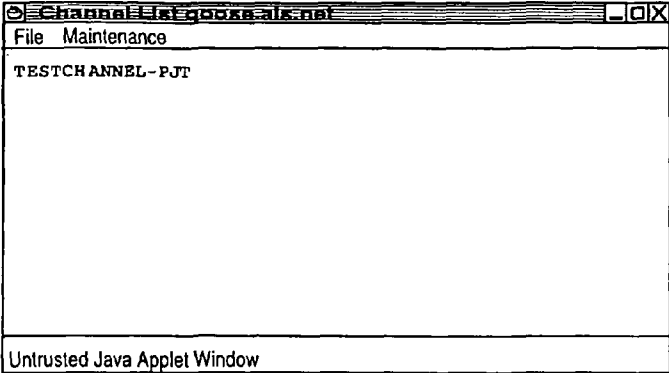 Channel List goose.als.net
File Maintenance
TESTCHANNEL-PJT
Untrusted Java Applet Window